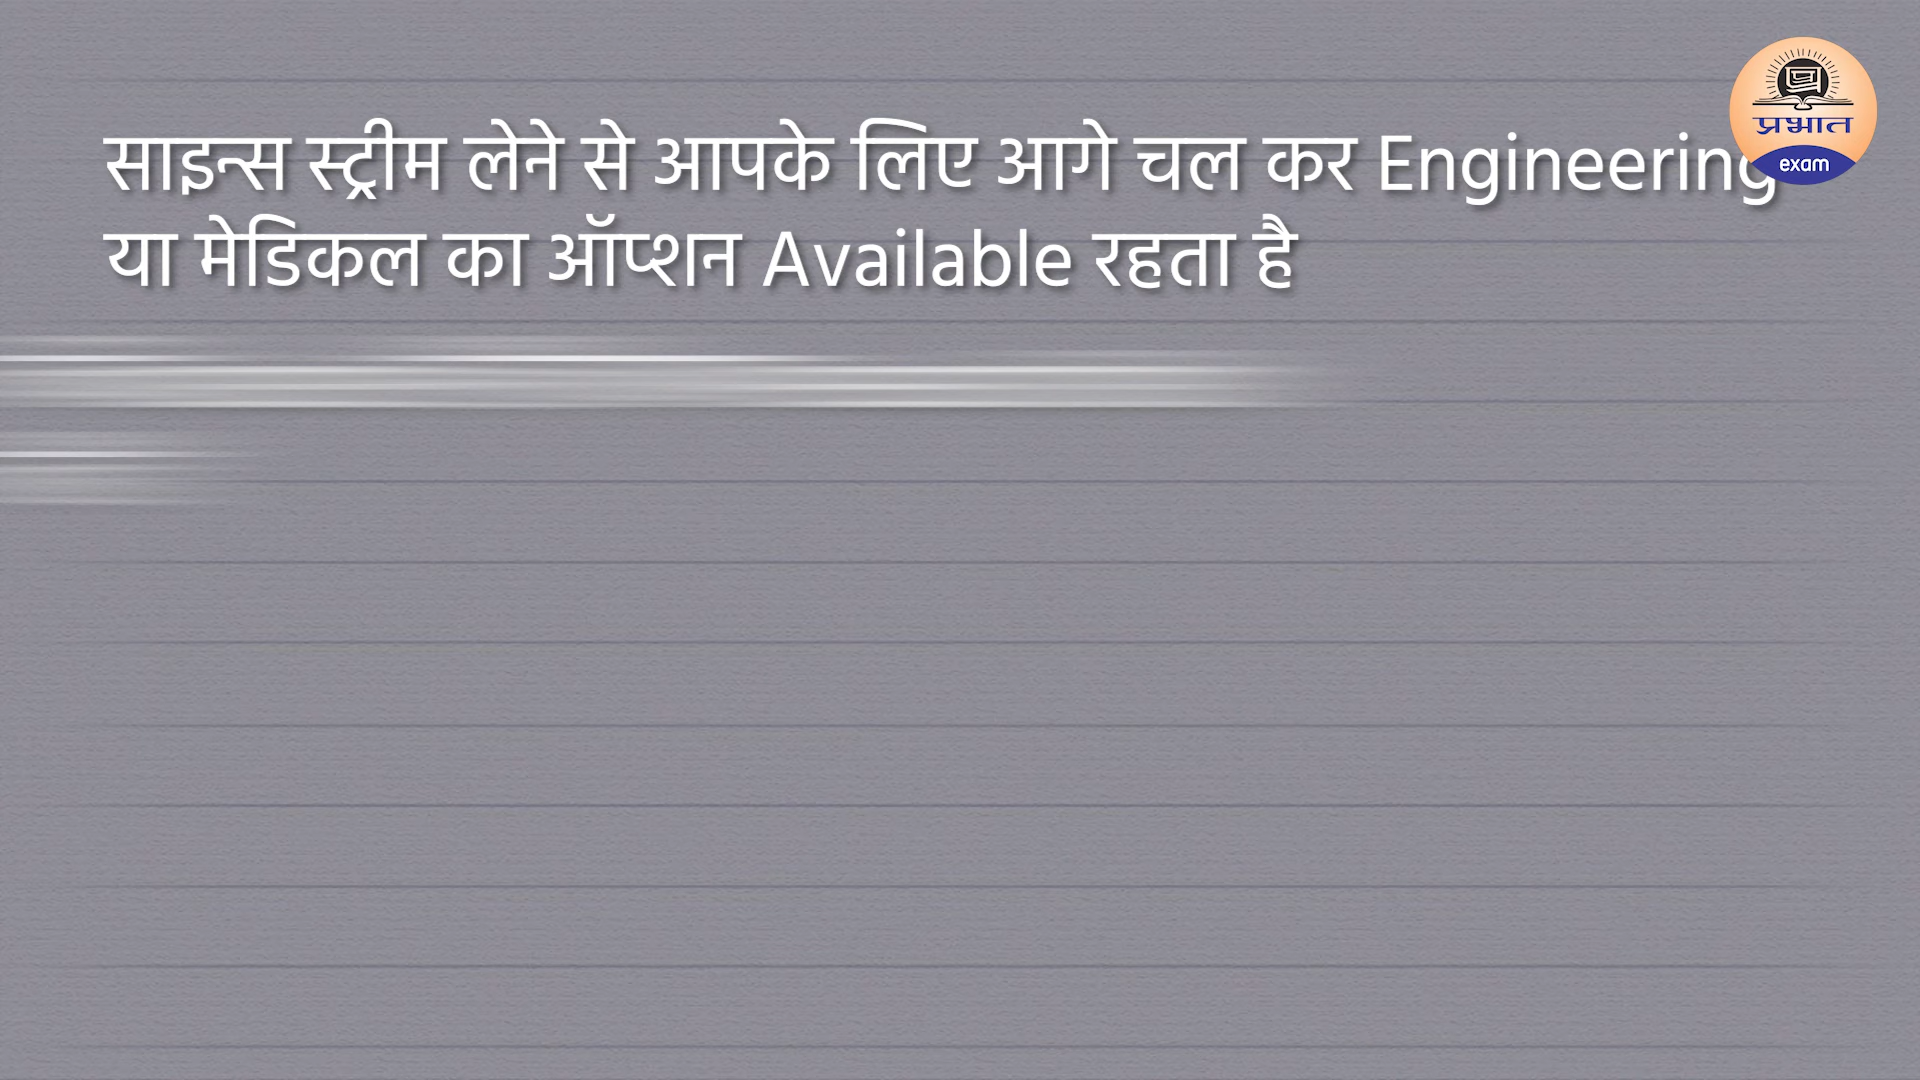 साइन्स स्ट्रीम लेने से आपके लिए आगे चल कर Engineering
या मेडिकल का ऑप्शन Available रहता है
प्रभात
exam